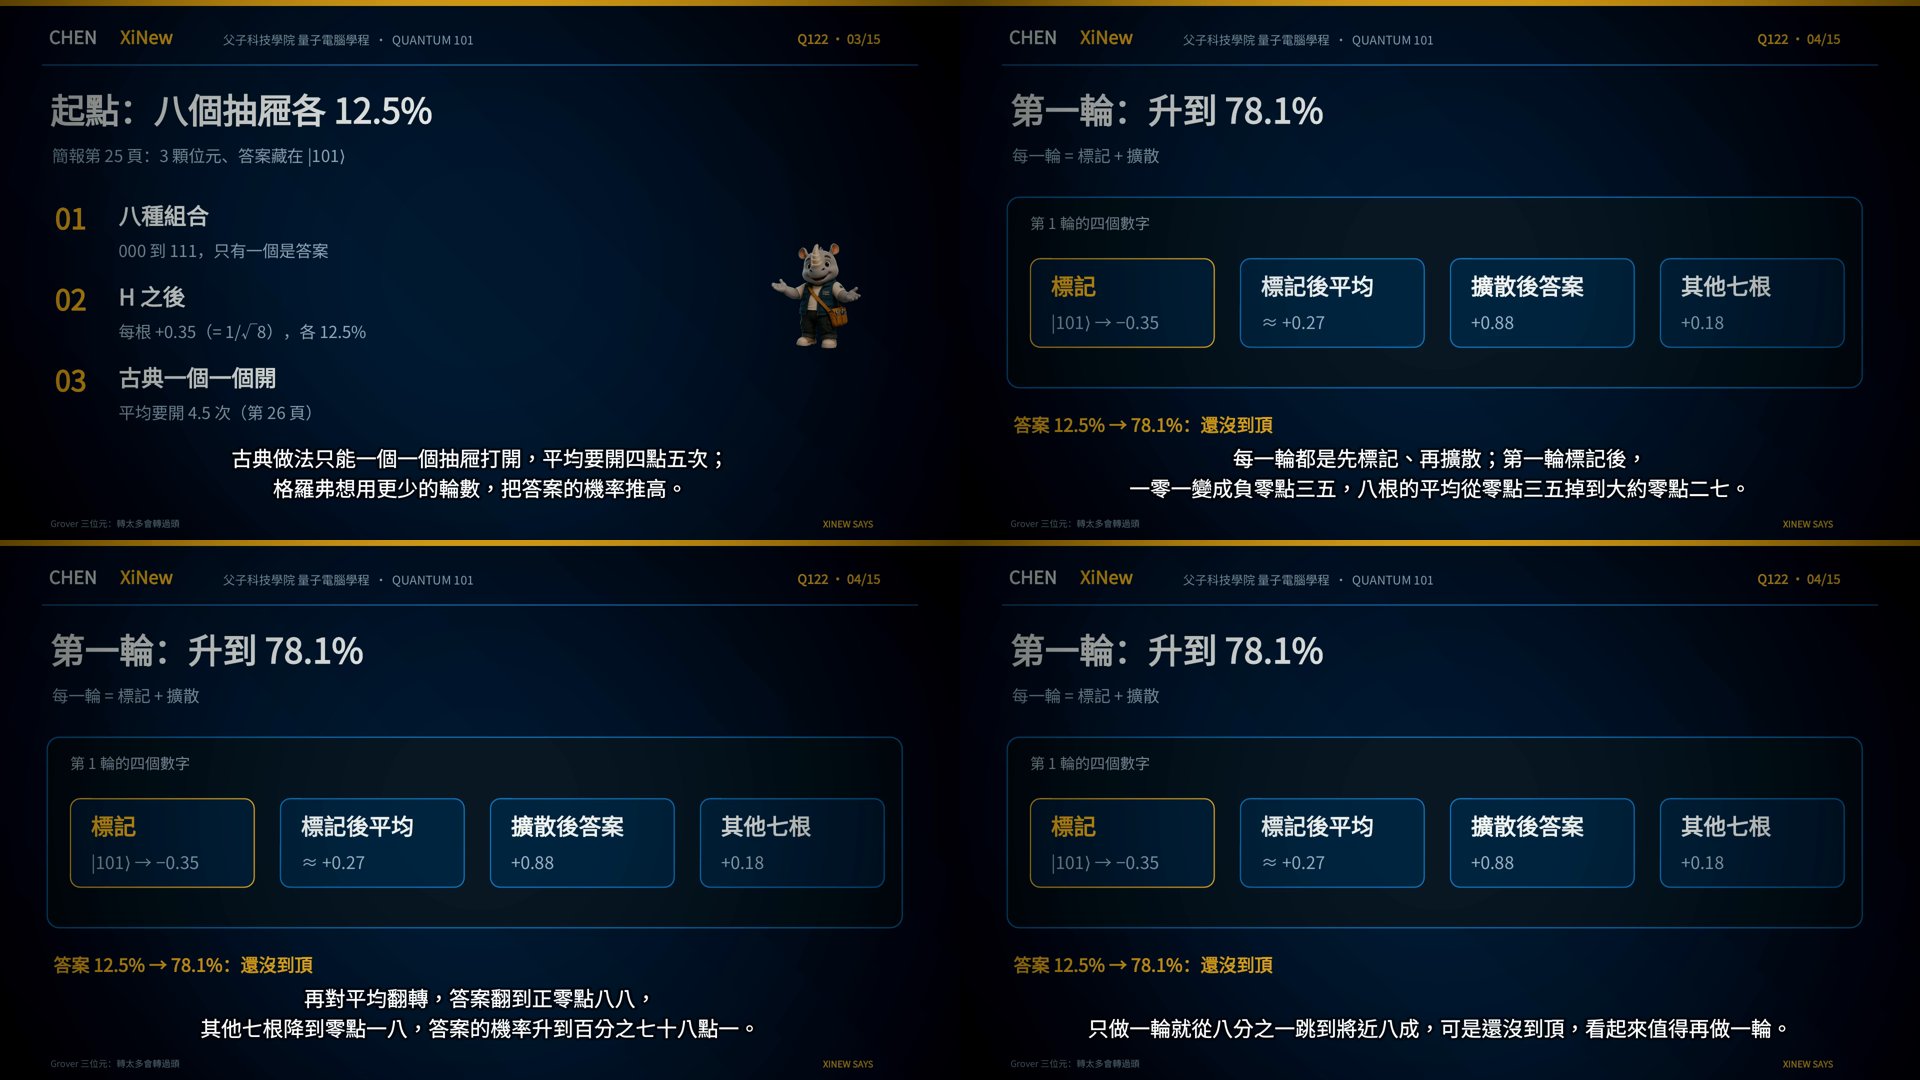 CHEN XiNew 父子科技學院 量子電腦學程 · QUANTUM 101 Q122 · 03/15
起點：八個抽屜各 12.5%
簡報第 25 頁：3 顆位元、答案藏在 |101⟩
01 八種組合
000 到 111，只有一個是答案
02 H 之後
每根 +0.35（= 1/√8），各 12.5%
03 古典一個一個開
平均要開 4.5 次（第 26 頁）
古典做法只能一個一個抽屜打開，平均要開四點五次；
格羅弗想用更少的輪數，把答案的機率推高。
Grover 三位元：轉太多會轉過頭 XINEW SAYS
CHEN XiNew 父子科技學院 量子電腦學程 · QUANTUM 101 Q122 · 04/15
第一輪：升到 78.1%
每一輪 = 標記 + 擴散
第 1 輪的四個數字
標記 標記後平均 擴散後答案 其他七根
|101⟩ → −0.35 ≈ +0.27 +0.88 +0.18
答案 12.5% → 78.1%：還沒到頂
每一輪都是先標記、再擴散；第一輪標記後，
一零一變成負零點三五，八根的平均從零點三五掉到大約零點二七。
Grover 三位元：轉太多會轉過頭 XINEW SAYS
CHEN XiNew 父子科技學院 量子電腦學程 · QUANTUM 101 Q122 · 04/15
第一輪：升到 78.1%
每一輪 = 標記 + 擴散
第 1 輪的四個數字
標記 標記後平均 擴散後答案 其他七根
|101⟩ → −0.35 ≈ +0.27 +0.88 +0.18
答案 12.5% → 78.1%：還沒到頂
再對平均翻轉，答案翻到正零點八八，
其他七根降到零點一八，答案的機率升到百分之七十八點一。
Grover 三位元：轉太多會轉過頭 XINEW SAYS
CHEN XiNew 父子科技學院 量子電腦學程 · QUANTUM 101 Q122 · 04/15
第一輪：升到 78.1%
每一輪 = 標記 + 擴散
第 1 輪的四個數字
標記 標記後平均 擴散後答案 其他七根
|101⟩ → −0.35 ≈ +0.27 +0.88 +0.18
答案 12.5% → 78.1%：還沒到頂
只做一輪就從八分之一跳到將近八成，可是還沒到頂，看起來值得再做一輪。
Grover 三位元：轉太多會轉過頭 XINEW SAYS